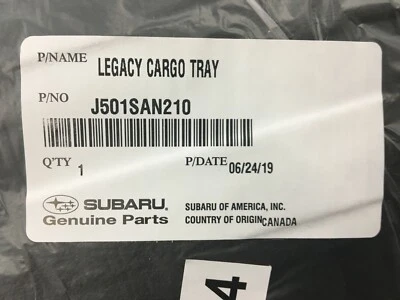 P/NAME LEGACY CARGO TRAY
P/NO J501SAN210
Q'TY 1 P/DATE 06/24/19
SUBARU SUBARU OF AMERICA, INC.
Genuine Parts COUNTRY OF ORIGIN CANADA
4